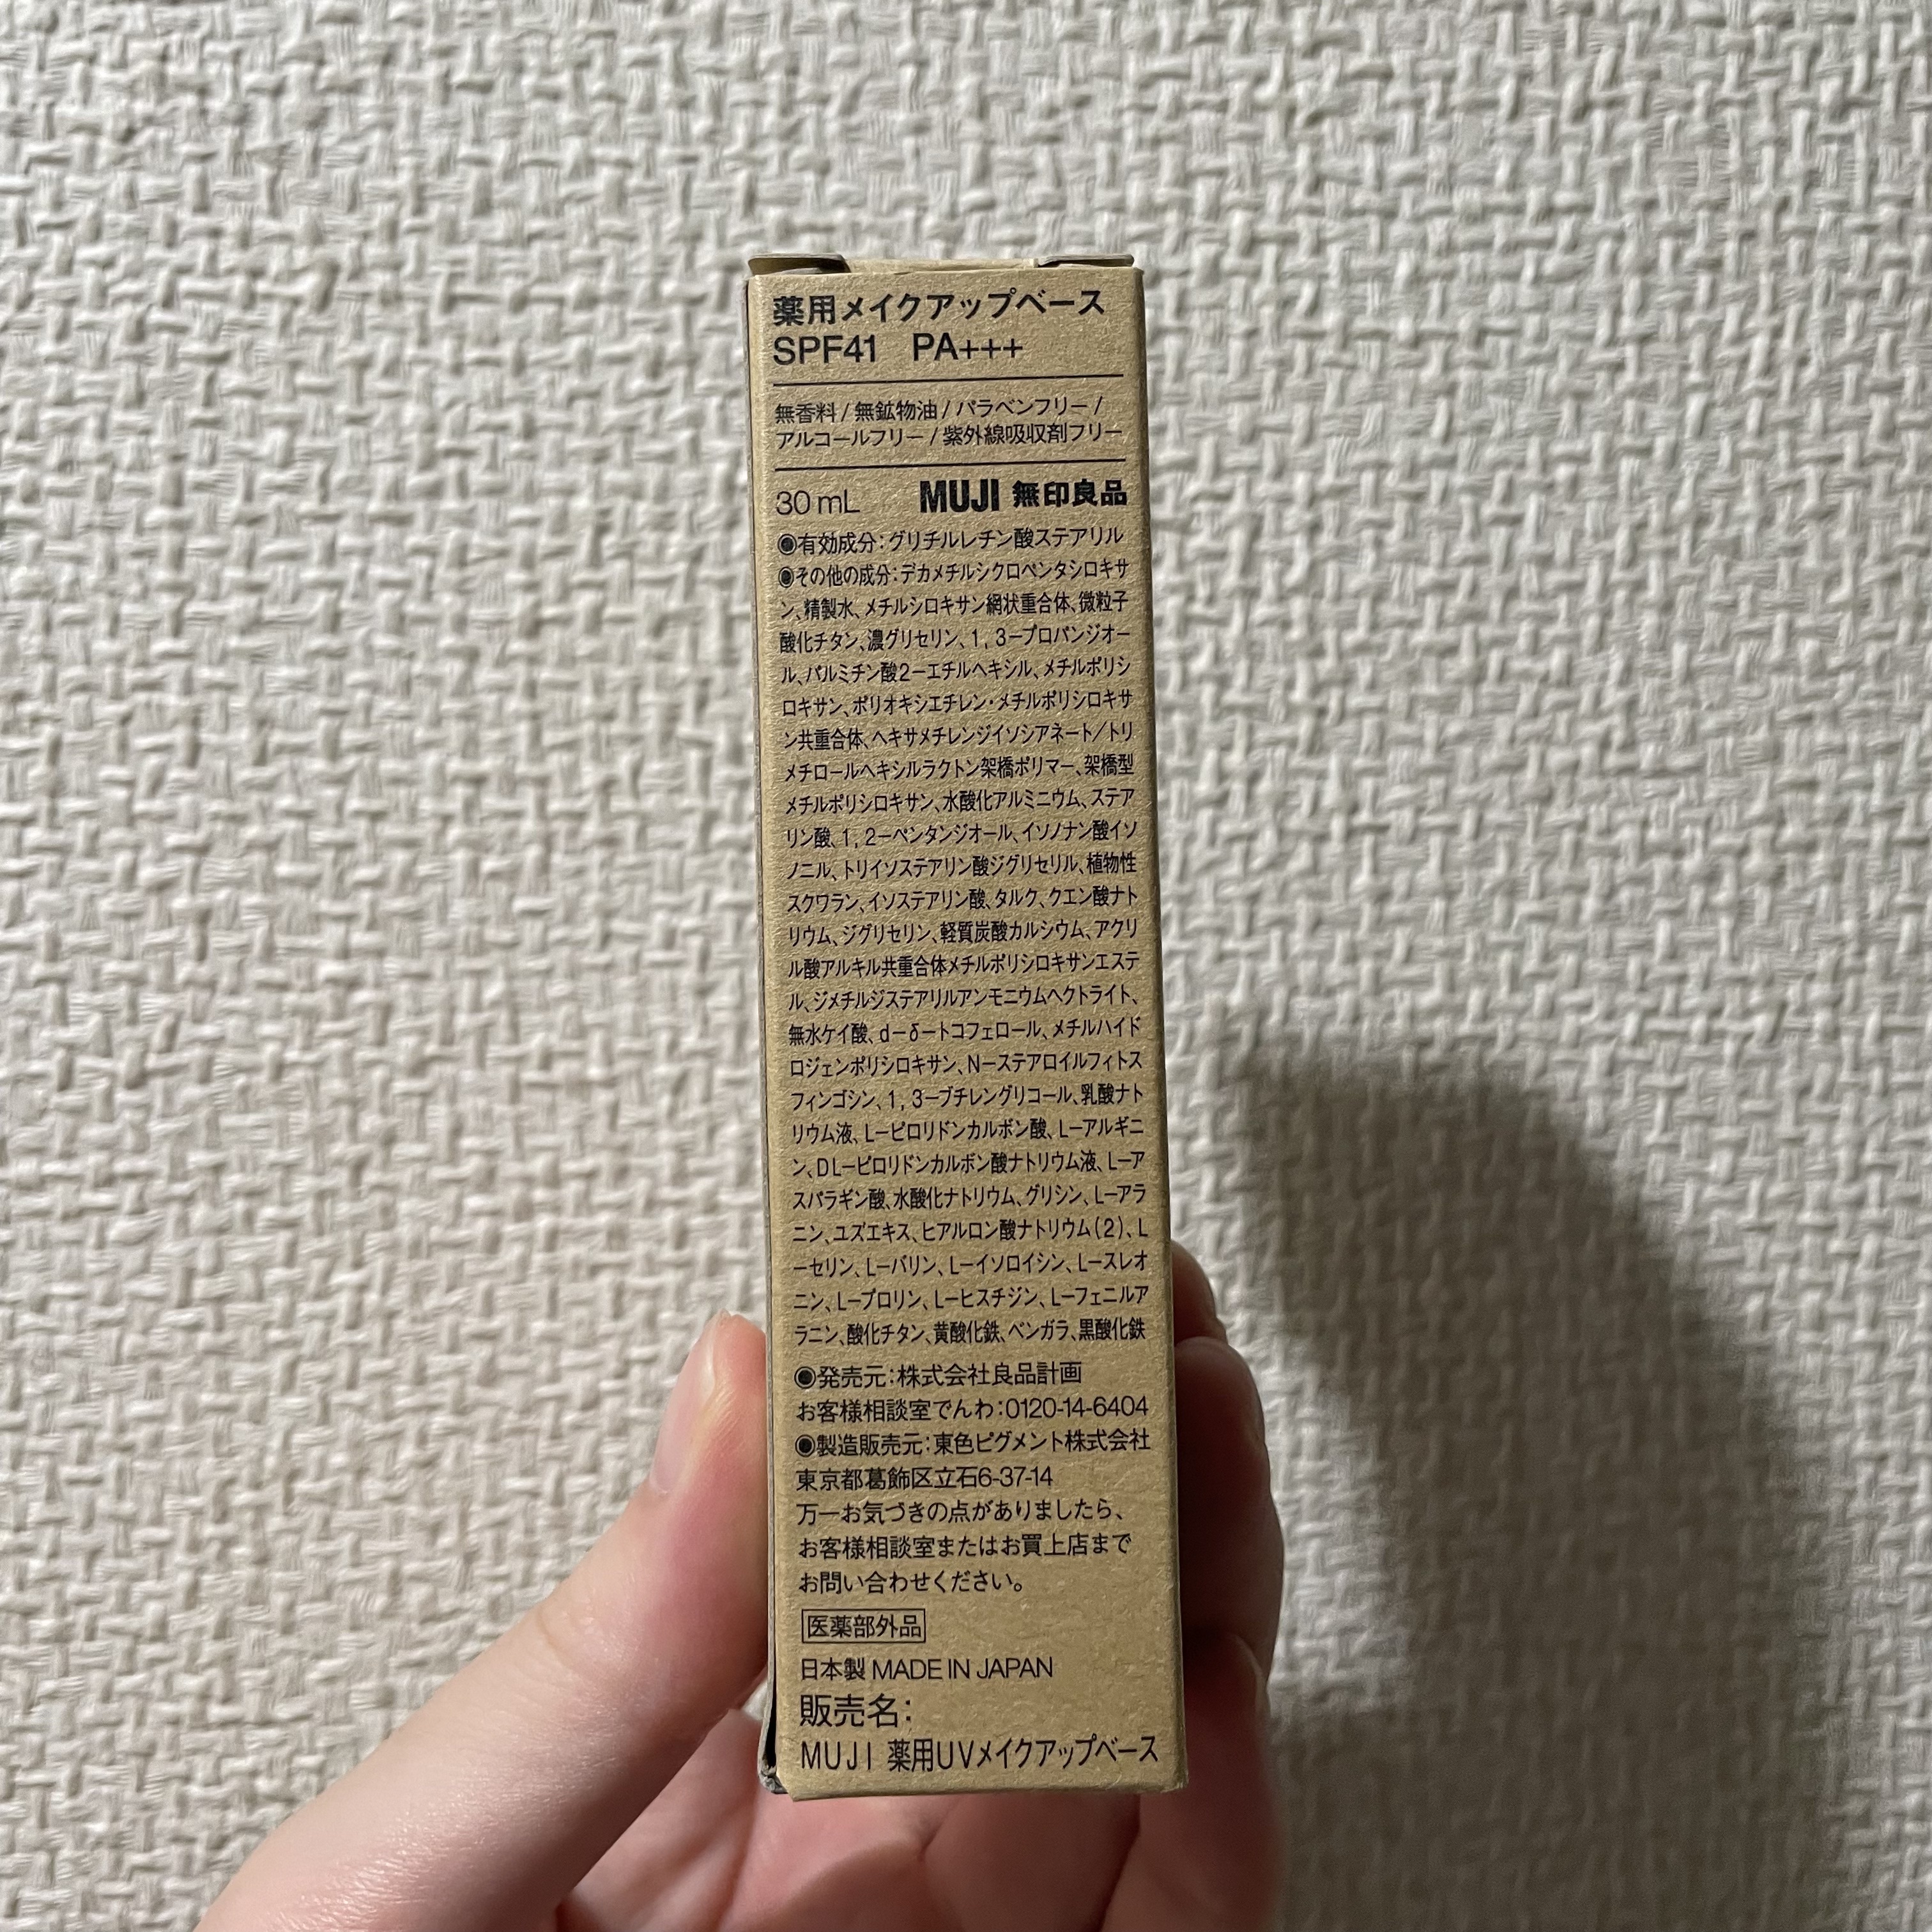 薬用メイクアップベース
SPF41 PA+++
無香料/無鉱物油/パラベンフリー/
アルコールフリー/紫外線吸収剤フリー
30mL MUJI 無印良品
◉有効成分:グリチルレチン酸ステアリル
◉その他の成分:デカメチルシクロペンタシロキサ
ン、精製水、メチルシロキサン網状重合体、微粒子
酸化チタン、濃グリセリン、1,3-プロパンジオー
ル、パルミチン酸2-エチルヘキシル、メチルポリシ
ロキサン、ポリオキシエチレン・メチルポリシロキサ
ン共重合体、ヘキサメチレンジイソシアネート/トリ
メチロールヘキシルラクトン架橋ポリマー、架橋型
メチルポリシロキサン、水酸化アルミニウム、ステア
リン酸、1,2-ペンタンジオール、イソノナン酸イソ
ノニル、トリイソステアリン酸ジグリセリル、植物性
スクワラン、イソステアリン酸、タルク、クエン酸ナト
リウム、ジグリセリン、軽質炭酸カルシウム、アクリ
ル酸アルキル共重合体メチルポリシロキサンエステ
ル、ジメチルジステアリルアンモニウムヘクトライト、
無水ケイ酸、d-δ-トコフェロール、メチルハイド
ロジェンポリシロキサン、N-ステアロイルフィトス
フィンゴシン、1,3-ブチレングリコール、乳酸ナト
リウム液、L-ピロリドンカルボン酸、L-アルギニ
ン、DL-ピロリドンカルボン酸ナトリウム液、L-ア
スパラギン酸、水酸化ナトリウム、グリシン、L-アラ
ニン、ユズエキス、ヒアルロン酸ナトリウム(2)、L
-セリン、L-バリン、L-イソロイシン、L-スレオ
ニン、L-プロリン、L-ヒスチジン、L-フェニルア
ラニン、酸化チタン、黄酸化鉄、ベンガラ、黒酸化鉄
◉発売元:株式会社良品計画
お客様相談室でんわ:0120-14-6404
◉製造販売元:東色ピグメント株式会社
東京都葛飾区立石6-37-14
万一お気づきの点がありましたら、
お客様相談室またはお買上店まで
お問い合わせください。
医薬部外品
日本製 MADE IN JAPAN
販売名:
MUJI 薬用UVメイクアップベース